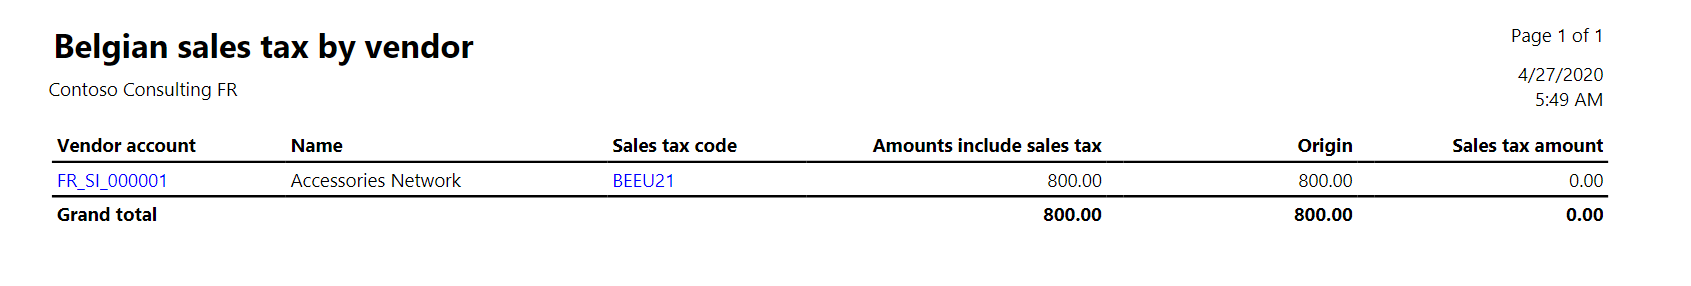 Belgian sales tax by vendor
Page 1 of 1
Contoso Consulting FR
4/27/2020
5:49 AM
Vendor account Name Sales tax code Amounts include sales tax Origin Sales tax amount
FR_SI_000001 Accessories Network BEEU21 800.00 800.00 0.00
Grand total 800.00 800.00 0.00